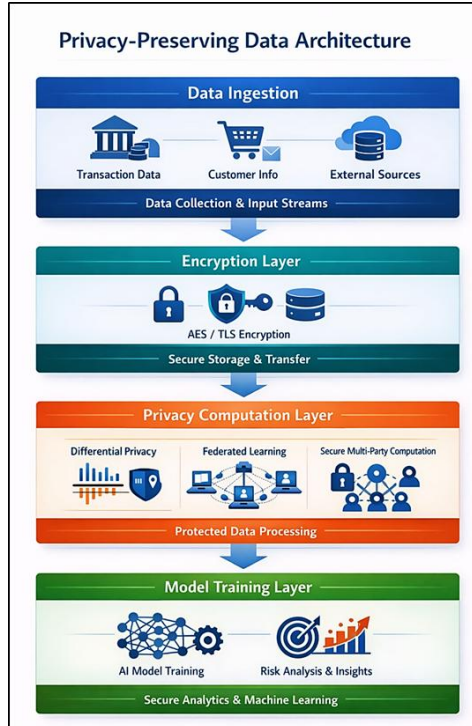 Privacy-Preserving Data Architecture
Data Ingestion
Transaction Data
Customer Info
External Sources
Data Collection & Input Streams
Encryption Layer
AES / TLS Encryption
Secure Storage & Transfer
Privacy Computation Layer
Differential Privacy
Federated Learning
Secure Multi-Party Computation
Protected Data Processing
Model Training Layer
AI Model Training
Risk Analysis & Insights
Secure Analytics & Machine Learning